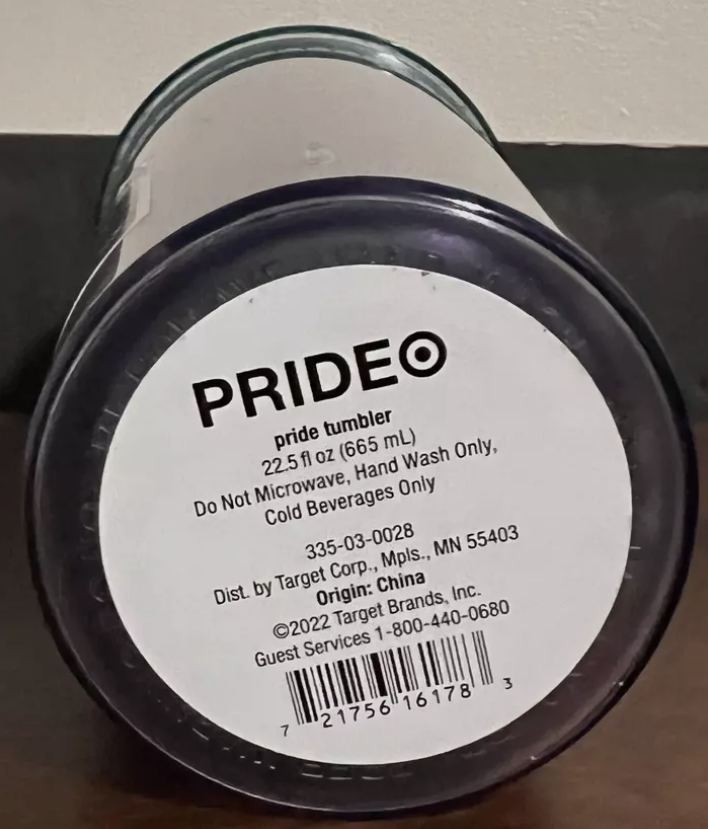 PRIDE
pride tumbler
22.5 fl oz (665 mL)
Do Not Microwave, Hand Wash Only,
Cold Beverages Only
335-03-0028
Dist. by Target Corp., Mpls., MN 55403
Origin: China
©2022 Target Brands, Inc.
Guest Services 1-800-440-0680
7 21756 16178 3